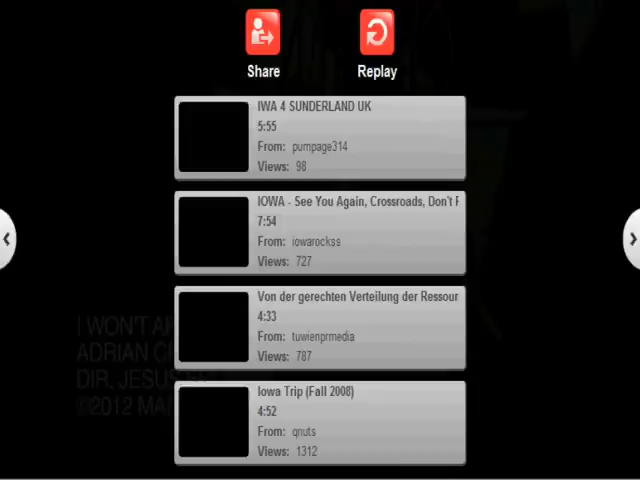 Share
Replay
IWA 4 SUNDERLAND UK
5:55
From: pumpage314
Views: 98
IOWA - See You Again, Crossroads, Don't
7:54
From: iowarockss
Views: 727
Von der gerechten Verteilung der Ressour
4:33
From: tuwienprmedia
Views: 787
Iowa Trip (Fall 2008)
4:52
From: qnuts
Views: 1312
I WON'T
ADRIAN
DIR. JESUS
©2012